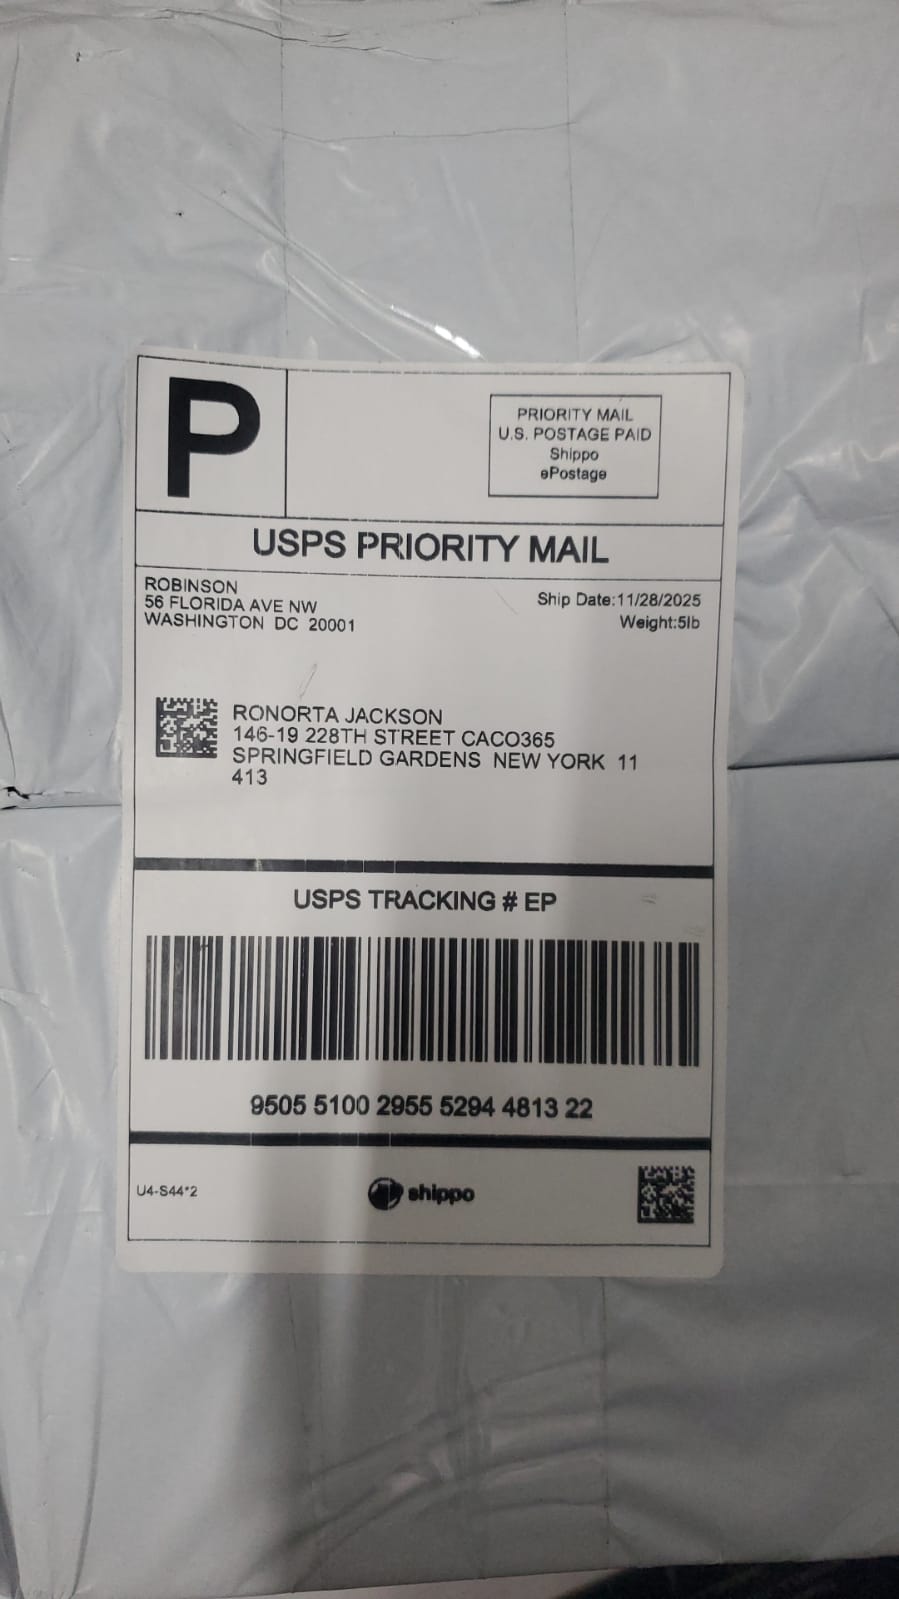 P
PRIORITY MAIL
U.S. POSTAGE PAID
Shippo
ePostage
USPS PRIORITY MAIL
ROBINSON
56 FLORIDA AVE NW
WASHINGTON DC 20001
Ship Date:11/28/2025
Weight:5lb
RONORTA JACKSON
146-19 228TH STREET CACO365
SPRINGFIELD GARDENS NEW YORK 11
413
USPS TRACKING # EP
9505 5100 2955 5294 4813 22
U4-S44*2
shippo